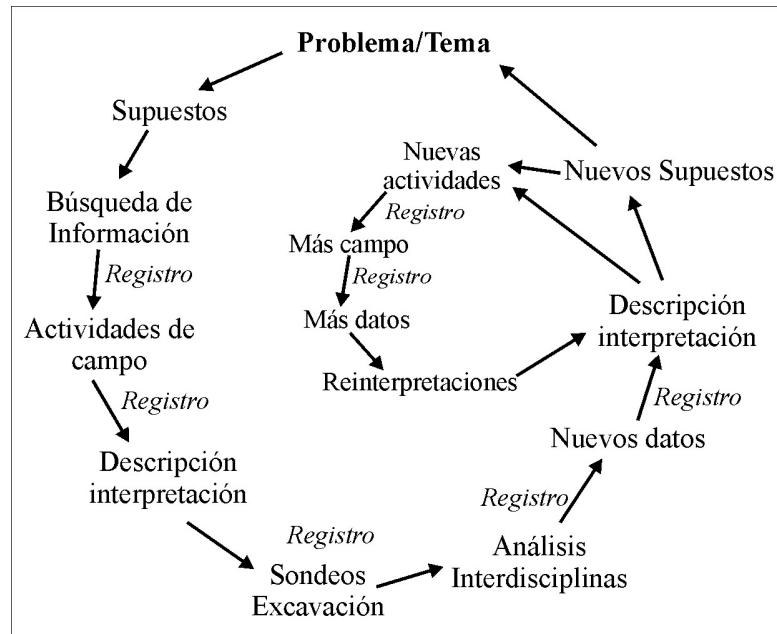 Problema/Tema
Supuestos
Búsqueda de
Información
Registro
Actividades de
campo
Registro
Descripción
interpretación
Registro
Sondeos
Excavación
Análisis
Interdisciplinas
Registro
Nuevos datos
Registro
Descripción
interpretación
Nuevos Supuestos
Nuevas
actividades
Registro
Más campo
Registro
Más datos
Reinterpretaciones